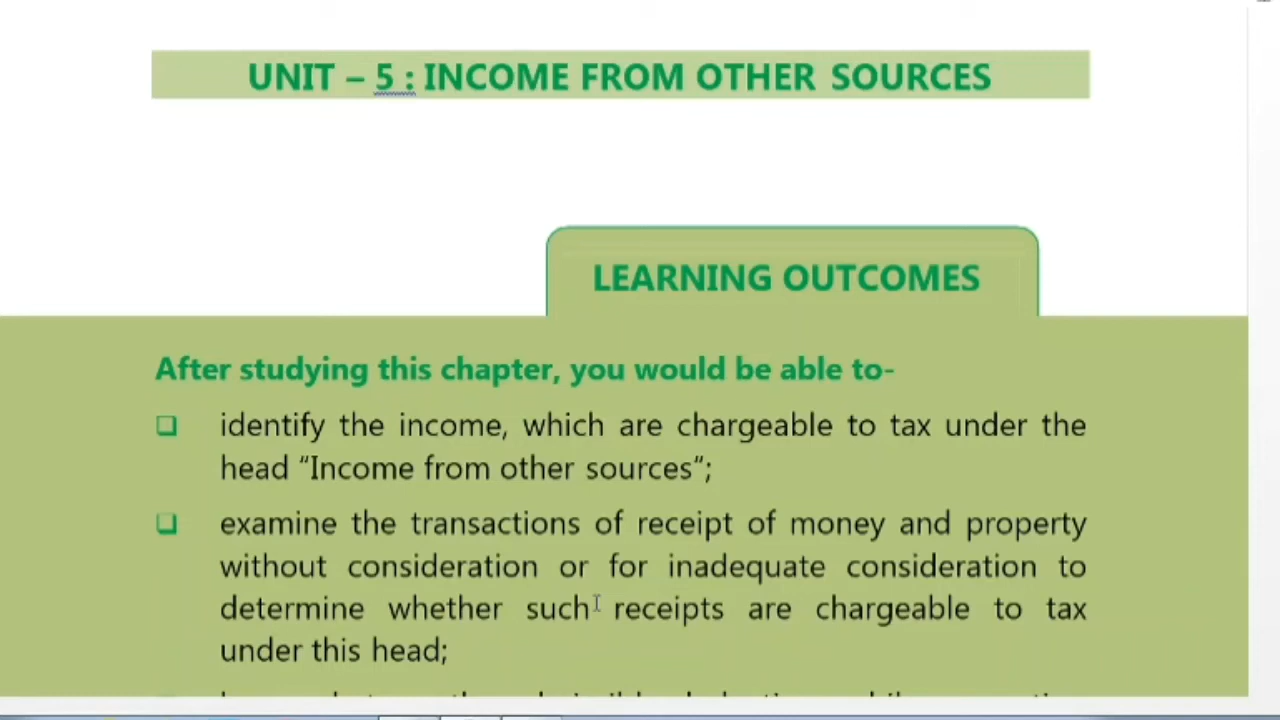 UNIT – 5 : INCOME FROM OTHER SOURCES
LEARNING OUTCOMES
After studying this chapter, you would be able to-
identify the income, which are chargeable to tax under the
head “Income from other sources”;
examine the transactions of receipt of money and property
without consideration or for inadequate consideration to
determine whether such receipts are chargeable to tax
under this head;